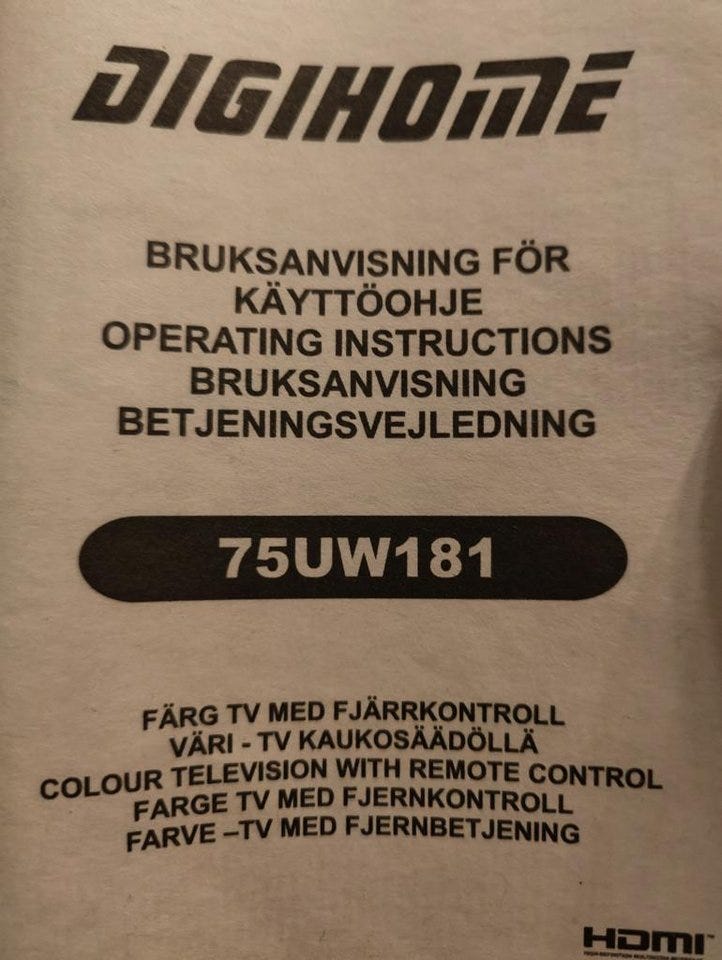 DIGIHOME
BRUKSANVISNING FÖR
KÄYTTÖOHJE
OPERATING INSTRUCTIONS
BRUKSANVISNING
BETJENINGSVEJLEDNING
75UW181
FÄRG TV MED FJÄRRKONTROLL
VÄRI - TV KAUKOSÄÄDÖLLÄ
COLOUR TELEVISION WITH REMOTE CONTROL
FARGE TV MED FJERNKONTROLL
FARVE –TV MED FJERNBETJENING
HDMI™